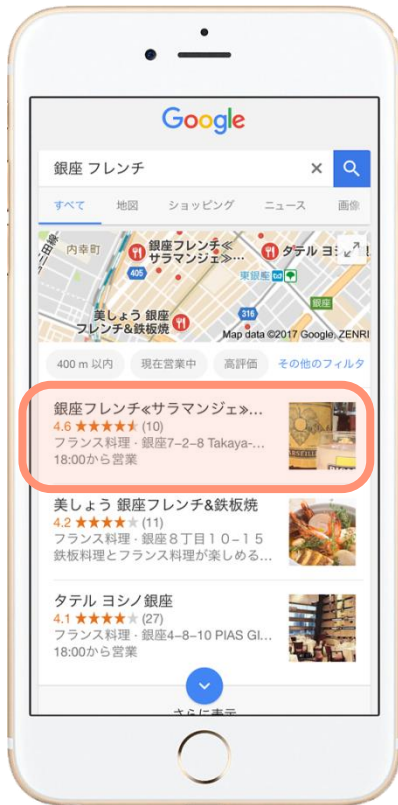 Google
銀座 フレンチ
すべて 地図 ショッピング ニュース 画像
内幸町
銀座フレンチ≪
サラマンジェ≫…
タテル ヨシ
405
東銀座
銀座
美しょう 銀座
フレンチ&鉄板焼
316
Map data ©2017 Google, ZENRI
400 m 以内 現在営業中 高評価 その他のフィルタ
銀座フレンチ≪サラマンジェ≫…
4.6 ★★★★★ (10)
フランス料理 · 銀座7−2−8 Takaya-…
18:00から営業
美しょう 銀座フレンチ&鉄板焼
4.2 ★★★★★ (11)
フランス料理 · 銀座８丁目１０−１５
鉄板料理とフランス料理が楽しめる…
タテル ヨシノ銀座
4.1 ★★★★★ (27)
フランス料理 · 銀座4−8−10 PIAS GI…
18:00から営業
さらに表示